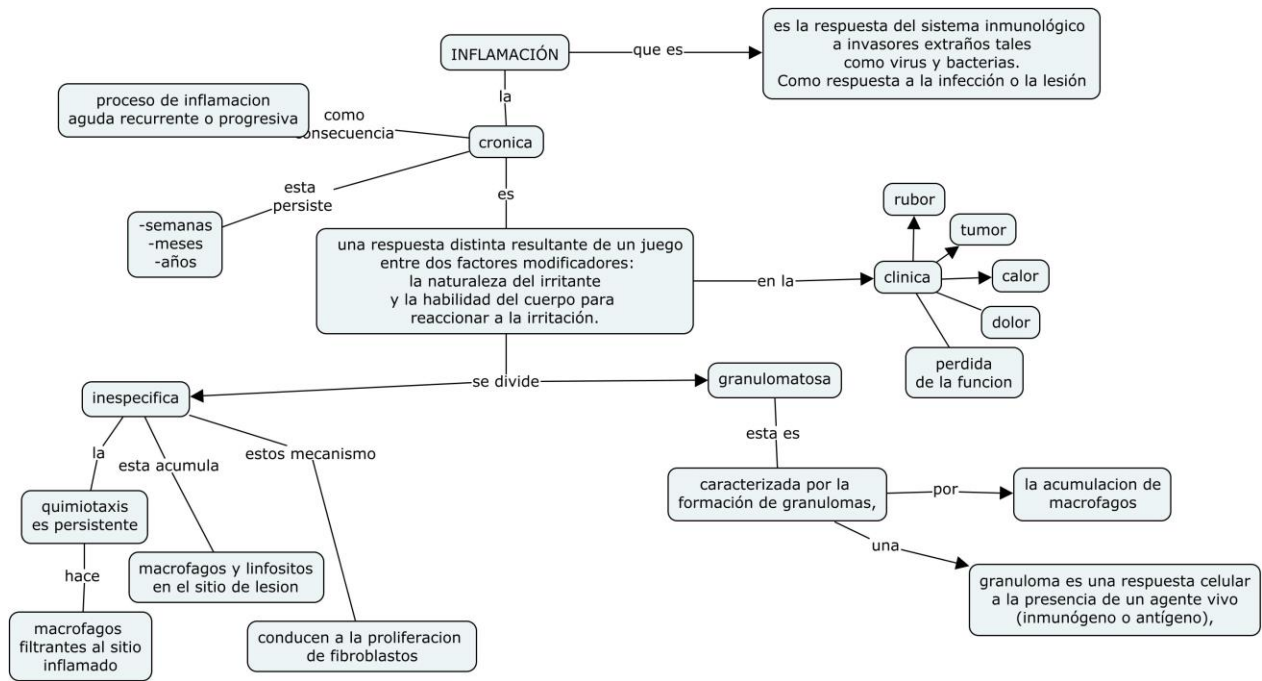 INFLAMACIÓN
que es
es la respuesta del sistema inmunológico
a invasores extraños tales
como virus y bacterias.
Como respuesta a la infección o la lesión
la
proceso de inflamacion
aguda recurrente o progresiva
como
consecuencia
cronica
esta
persiste
es
-semanas
-meses
-años
una respuesta distinta resultante de un juego
entre dos factores modificadores:
la naturaleza del irritante
y la habilidad del cuerpo para
reaccionar a la irritación.
en la
clinica
rubor
tumor
calor
dolor
perdida
de la funcion
se divide
inespecifica
granulomatosa
la
esta acumula
estos mecanismo
esta es
quimiotaxis
es persistente
hace
macrofagos
filtrantes al sitio
inflamado
macrofagos y linfositos
en el sitio de lesion
conducen a la proliferacion
de fibroblastos
caracterizada por la
formación de granulomas,
por
la acumulacion de
macrofagos
una
granuloma es una respuesta celular
a la presencia de un agente vivo
(inmunógeno o antígeno),